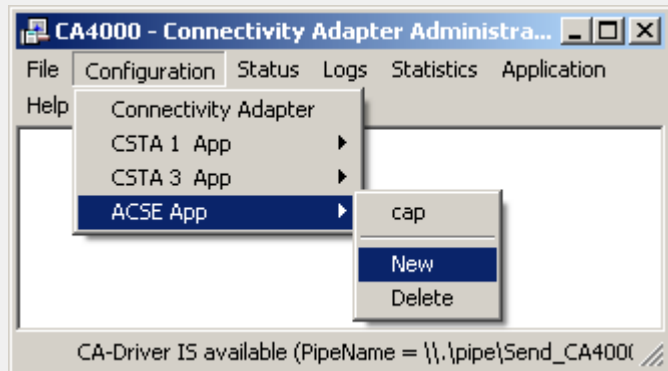 CA4000 - Connectivity Adapter Administra...
File Configuration Status Logs Statistics Application
Help
Connectivity Adapter
CSTA 1 App
CSTA 3 App
ACSE App
cap
New
Delete
CA-Driver IS available (PipeName = \\.\pipe\Send_CA400(